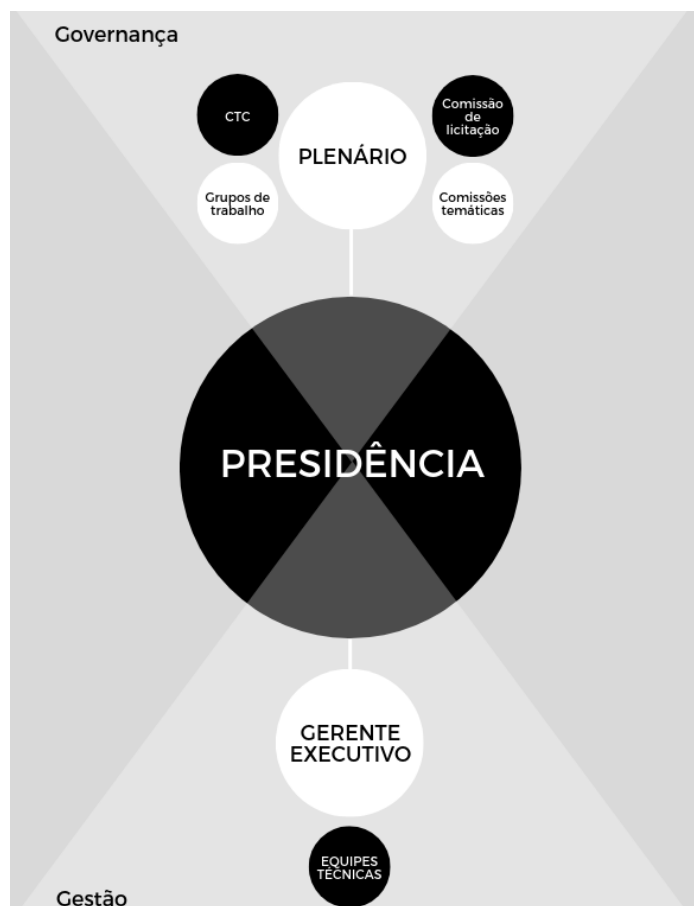 Governança
CTC
Comissão
de
licitação
PLENÁRIO
Grupos de
trabalho
Comissões
temáticas
PRESIDÊNCIA
GERENTE
EXECUTIVO
EQUIPES
TÉCNICAS
Gestão